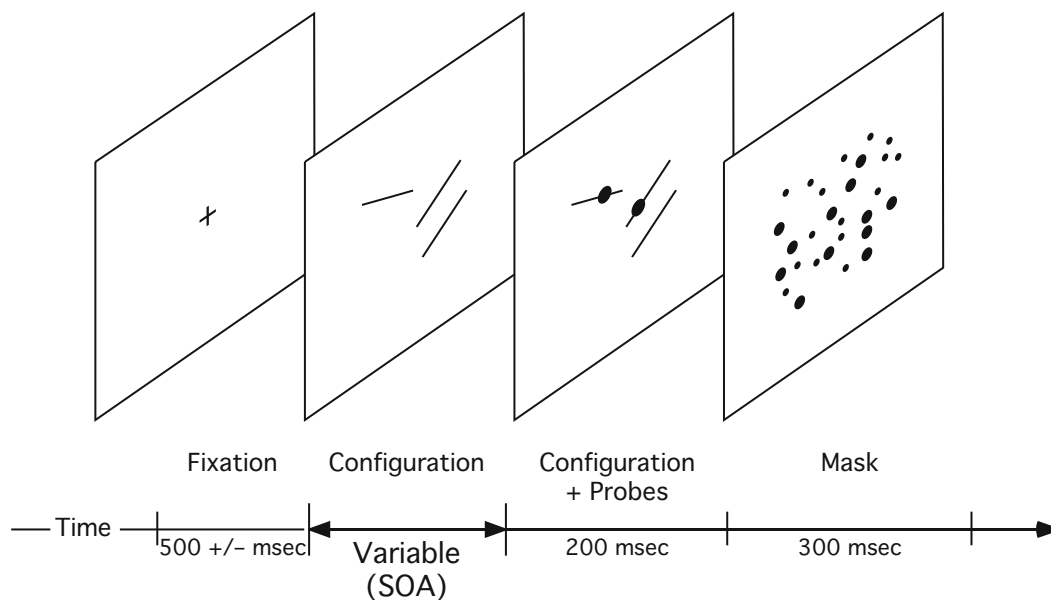 Fixation
Configuration
Configuration
+ Probes
Mask
Time
500 +/– msec
Variable
(SOA)
200 msec
300 msec